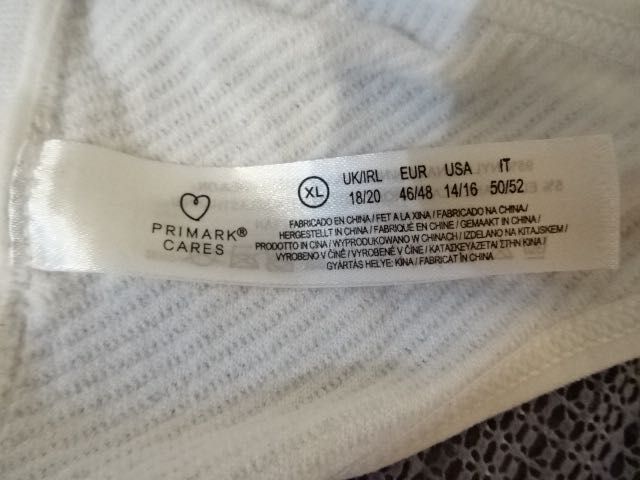 PRIMARK®
CARES
XL
UK/IRL EUR USA IT
18/20 46/48 14/16 50/52
FABRICADO EN CHINA / FET A LA XINA / FABRICADO NA CHINA /
HERGESTELLT IN CHINA / FABRIQUÉ EN CHINE / GEMAAKT IN CHINA /
PRODOTTO IN CINA / WYPRODUKOWANO W CHINACH / IZDELANO NA KITAJSKEM /
VYROBENO V ČÍNĚ / VYROBENÉ V ČÍNE / ΚΑΤΑΣΚΕΥΑΖΕΤΑΙ ΣΤΗΝ ΚΙΝΑ /
GYÁRTÁS HELYE: KÍNA / FABRICAT ÎN CHINA